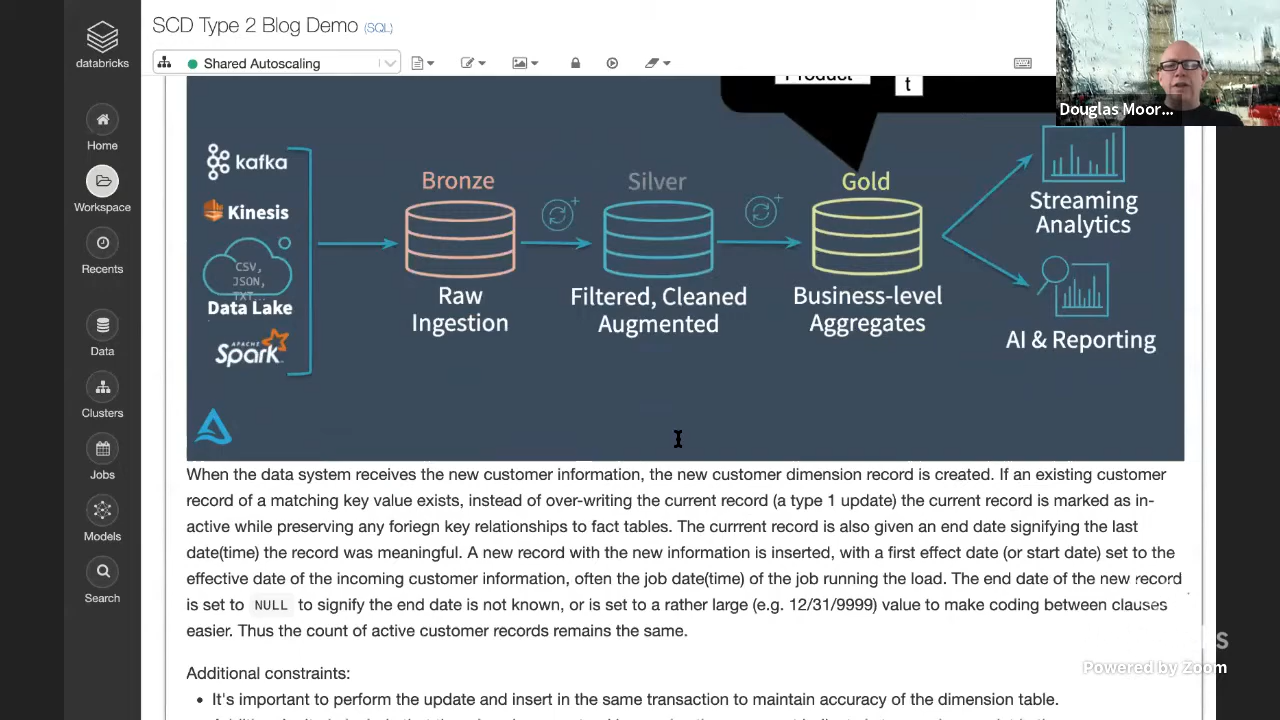 SCD Type 2 Blog Demo (SQL)
databricks
Shared Autoscaling
Home
Workspace
Recents
Data
Clusters
Jobs
Models
Search
Douglas Moor...
Product
t
kafka
Kinesis
CSV,
JSON,
TXT...
Data Lake
APACHE
Spark
Bronze
Raw
Ingestion
Silver
Filtered, Cleaned
Augmented
Gold
Business-level
Aggregates
Streaming
Analytics
AI & Reporting
When the data system receives the new customer information, the new customer dimension record is created. If an existing customer
record of a matching key value exists, instead of over-writing the current record (a type 1 update) the current record is marked as in-
active while preserving any foriegn key relationships to fact tables. The currrent record is also given an end date signifying the last
date(time) the record was meaningful. A new record with the new information is inserted, with a first effect date (or start date) set to the
effective date of the incoming customer information, often the job date(time) of the job running the load. The end date of the new record
is set to NULL to signify the end date is not known, or is set to a rather large (e.g. 12/31/9999) value to make coding between clauses
easier. Thus the count of active customer records remains the same.
Additional constraints:
• It's important to perform the update and insert in the same transaction to maintain accuracy of the dimension table.
Powered by Zoom